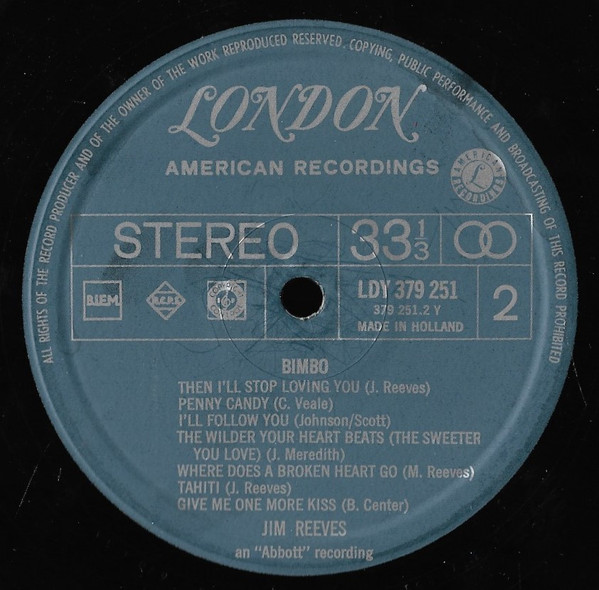 ALL RIGHTS OF THE RECORD PRODUCER AND OF THE OWNER OF THE WORK REPRODUCED RESERVED. COPYING, PUBLIC PERFORMANCE AND BROADCASTING OF THIS RECORD PROHIBITED
LONDON
AMERICAN RECORDINGS
AMERICAN
L
RECORDINGS
STEREO 33 1/3
B.I.E.M. R.C.P.S. LDY 379 251 2
379 251.2 Y
MADE IN HOLLAND
BIMBO
THEN I'LL STOP LOVING YOU (J. Reeves)
PENNY CANDY (C. Veale)
I'LL FOLLOW YOU (Johnson/Scott)
THE WILDER YOUR HEART BEATS (THE SWEETER
YOU LOVE) (J. Meredith)
WHERE DOES A BROKEN HEART GO (M. Reeves)
TAHITI (J. Reeves)
GIVE ME ONE MORE KISS (B. Center)
JIM REEVES
an "Abbott" recording